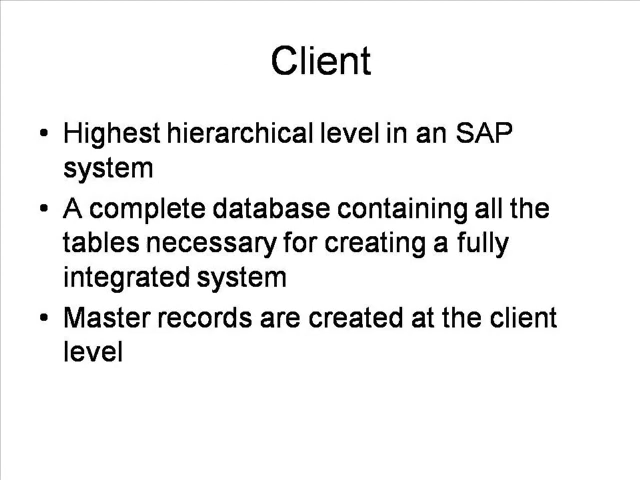 Client
• Highest hierarchical level in an SAP
system
• A complete database containing all the
tables necessary for creating a fully
integrated system
• Master records are created at the client
level